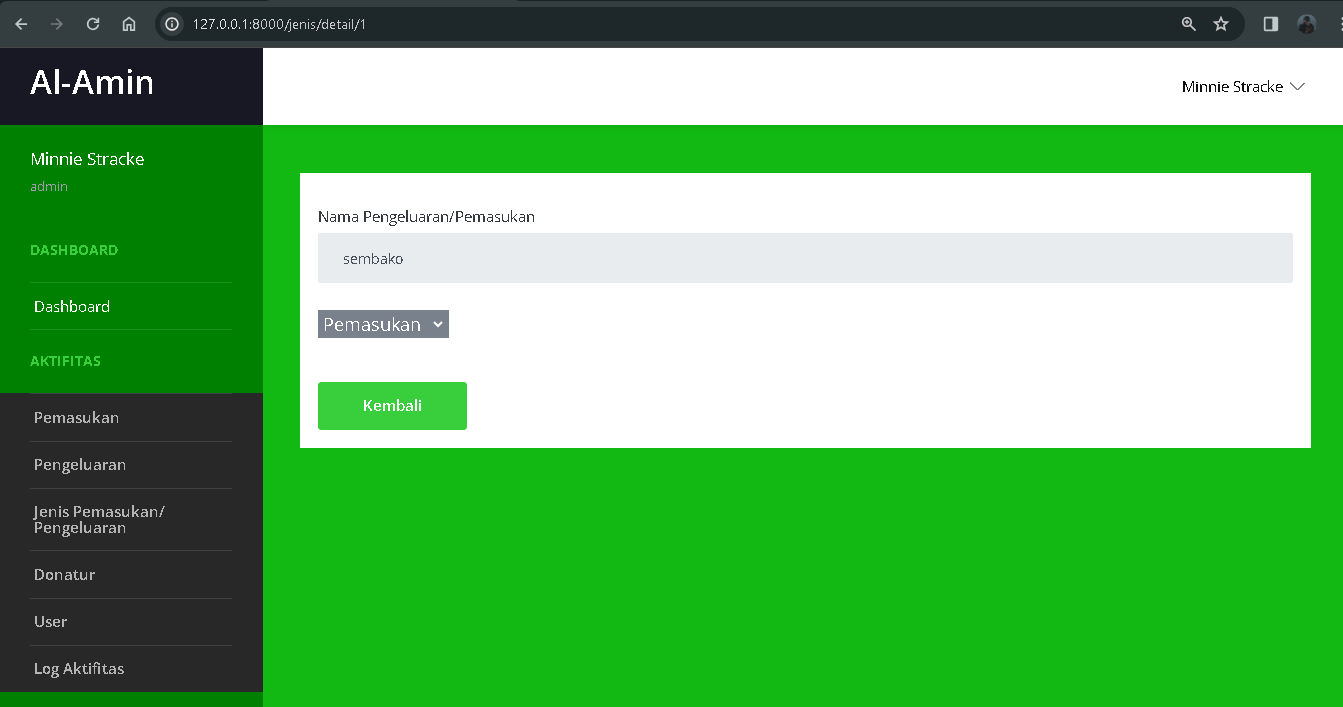 127.0.0.1:8000/jenis/detail/1
Al-Amin
Minnie Stracke
Minnie Stracke
admin
DASHBOARD
Dashboard
AKTIFITAS
Pemasukan
Pengeluaran
Jenis Pemasukan/
Pengeluaran
Donatur
User
Log Aktifitas
Nama Pengeluaran/Pemasukan
sembako
Pemasukan
Kembali